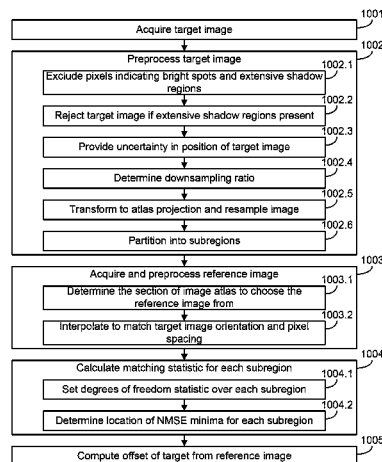 1001
Acquire target image
1002
Preprocess target image
1002.1
Exclude pixels indicating bright spots and extensive shadow
regions
1002.2
Reject target image if extensive shadow regions present
1002.3
Provide uncertainty in position of target image
1002.4
Determine downsampling ratio
1002.5
Transform to atlas projection and resample image
1002.6
Partition into subregions
1003
Acquire and preprocess reference image
1003.1
Determine the section of image atlas to choose the
reference image from
1003.2
Interpolate to match target image orientation and pixel
spacing
1004
Calculate matching statistic for each subregion
1004.1
Set degrees of freedom statistic over each subregion
1004.2
Determine location of NMSE minima for each subregion
1005
Compute offset of target from reference image